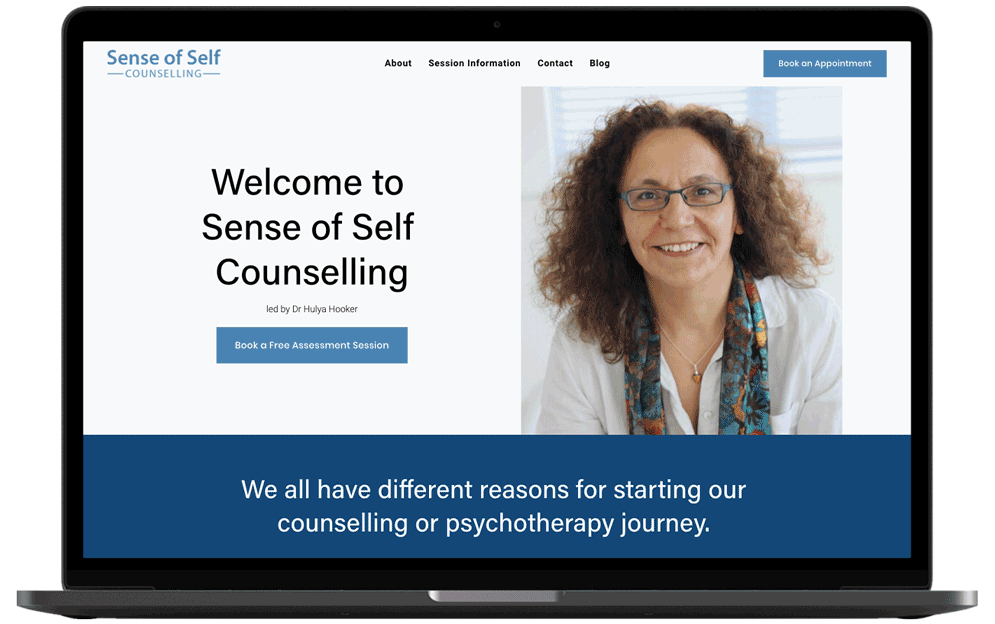 Sense of Self
COUNSELLING
About
Session Information
Contact
Blog
Book an Appointment
Welcome to
Sense of Self
Counselling
led by Dr Hulya Hooker
Book a Free Assessment Session
We all have different reasons for starting our
counselling or psychotherapy journey.